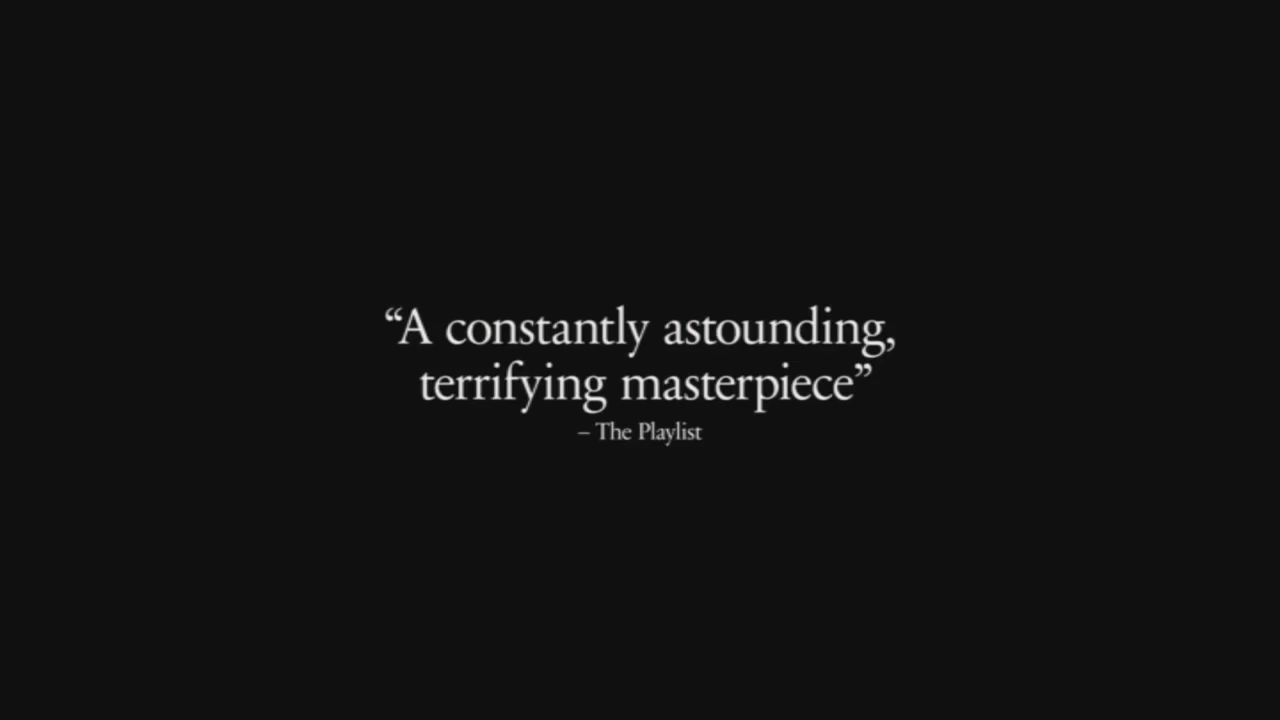 “A constantly astounding,
terrifying masterpiece”
– The Playlist